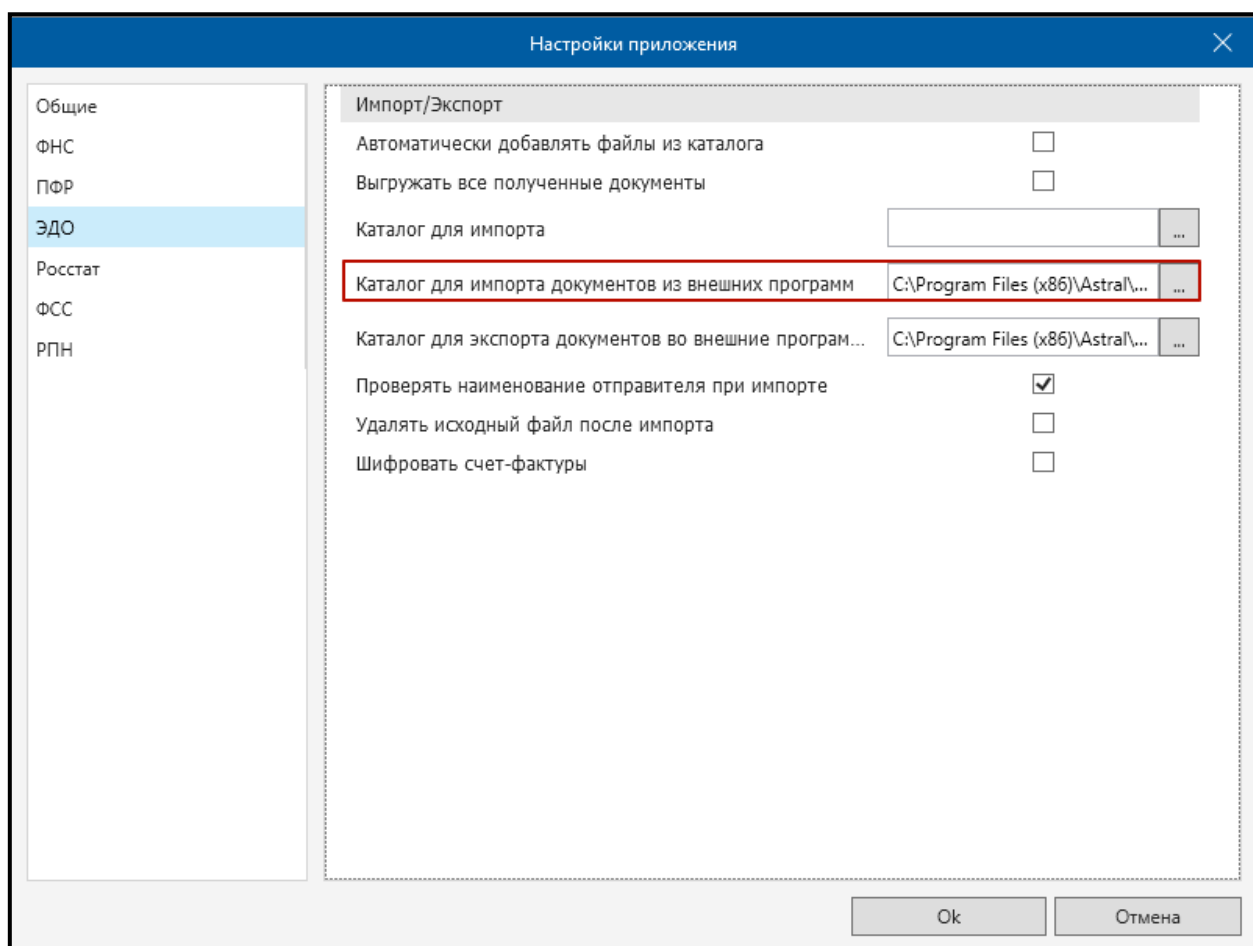 Настройки приложения
Общие
ФНС
ПФР
ЭДО
Росстат
ФСС
РПН
Импорт/Экспорт
Автоматически добавлять файлы из каталога
Выгружать все полученные документы
Каталог для импорта
...
Каталог для импорта документов из внешних программ C:\Program Files (x86)\Astral\... ...
Каталог для экспорта документов во внешние програм... C:\Program Files (x86)\Astral\... ...
Проверять наименование отправителя при импорте
Удалять исходный файл после импорта
Шифровать счет-фактуры
Ok Отмена